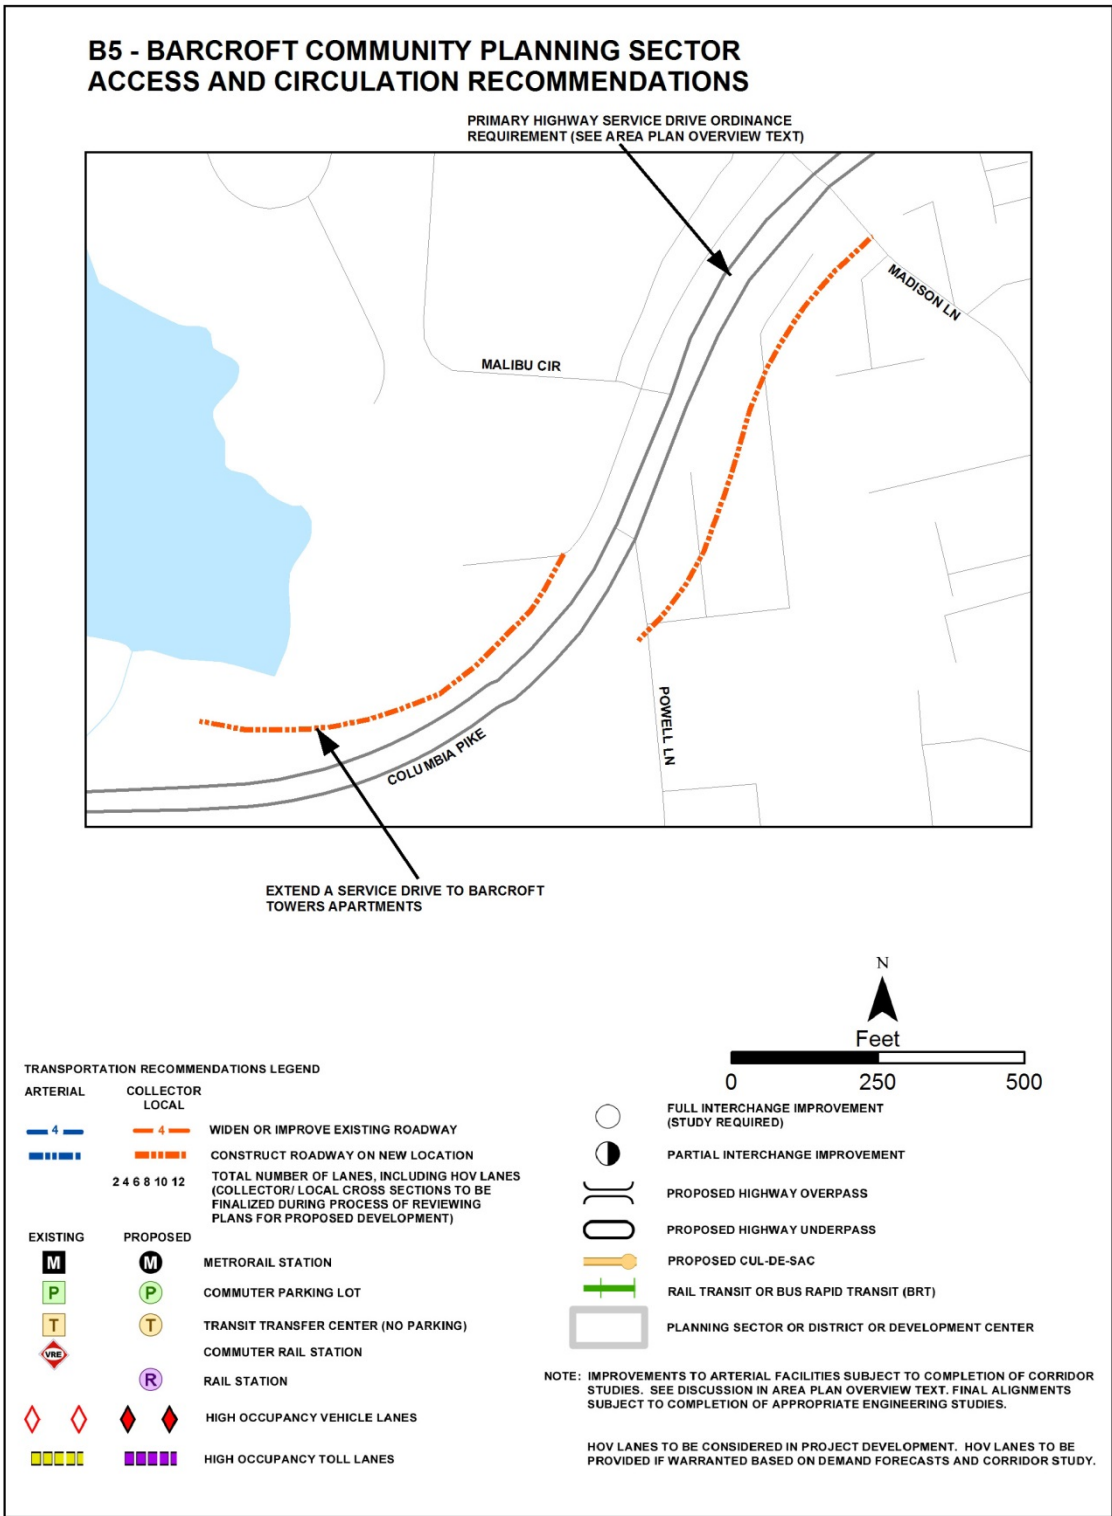 B5 - BARCROFT COMMUNITY PLANNING SECTOR
ACCESS AND CIRCULATION RECOMMENDATIONS
PRIMARY HIGHWAY SERVICE DRIVE ORDINANCE
REQUIREMENT (SEE AREA PLAN OVERVIEW TEXT)
MADISON LN
MALIBU CIR
POWELL LN
COLUMBIA PIKE
EXTEND A SERVICE DRIVE TO BARCROFT
TOWERS APARTMENTS
N
Feet
0 250 500
TRANSPORTATION RECOMMENDATIONS LEGEND
ARTERIAL COLLECTOR
LOCAL
4 4 WIDEN OR IMPROVE EXISTING ROADWAY
CONSTRUCT ROADWAY ON NEW LOCATION
2 4 6 8 10 12 TOTAL NUMBER OF LANES, INCLUDING HOV LANES
(COLLECTOR/ LOCAL CROSS SECTIONS TO BE
FINALIZED DURING PROCESS OF REVIEWING
PLANS FOR PROPOSED DEVELOPMENT)
EXISTING PROPOSED
M M METRORAIL STATION
P P COMMUTER PARKING LOT
T T TRANSIT TRANSFER CENTER (NO PARKING)
VRE COMMUTER RAIL STATION
R RAIL STATION
HIGH OCCUPANCY VEHICLE LANES
HIGH OCCUPANCY TOLL LANES
FULL INTERCHANGE IMPROVEMENT
(STUDY REQUIRED)
PARTIAL INTERCHANGE IMPROVEMENT
PROPOSED HIGHWAY OVERPASS
PROPOSED HIGHWAY UNDERPASS
PROPOSED CUL-DE-SAC
RAIL TRANSIT OR BUS RAPID TRANSIT (BRT)
PLANNING SECTOR OR DISTRICT OR DEVELOPMENT CENTER
NOTE: IMPROVEMENTS TO ARTERIAL FACILITIES SUBJECT TO COMPLETION OF CORRIDOR
STUDIES. SEE DISCUSSION IN AREA PLAN OVERVIEW TEXT. FINAL ALIGNMENTS
SUBJECT TO COMPLETION OF APPROPRIATE ENGINEERING STUDIES.
HOV LANES TO BE CONSIDERED IN PROJECT DEVELOPMENT. HOV LANES TO BE
PROVIDED IF WARRANTED BASED ON DEMAND FORECASTS AND CORRIDOR STUDY.